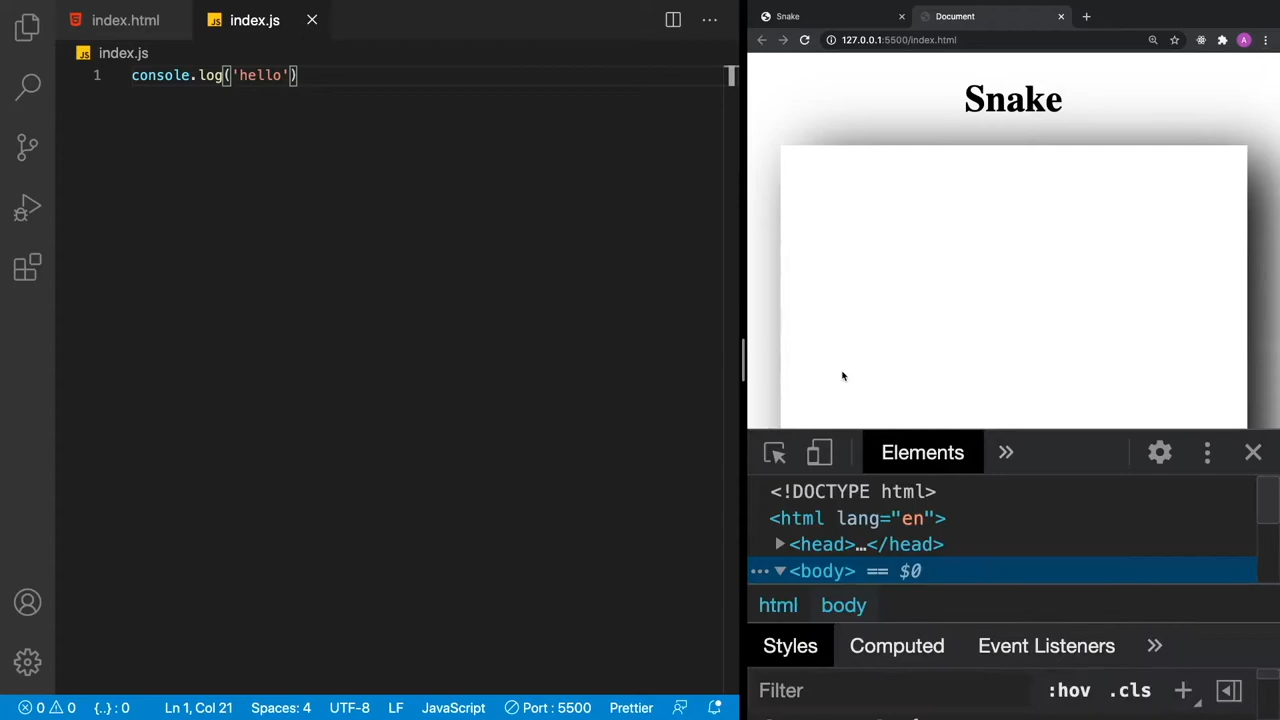 index.html
index.js
index.js
1 console.log('hello')
0 0 {..} : 0 Ln 1, Col 21 Spaces: 4 UTF-8 LF JavaScript Port : 5500 Prettier
Snake
Document
127.0.0.1:5500/index.html
A
Snake
Elements
<!DOCTYPE html>
<html lang="en">
<head>…</head>
<body> == $0
html body
Styles Computed Event Listeners
Filter :hov .cls